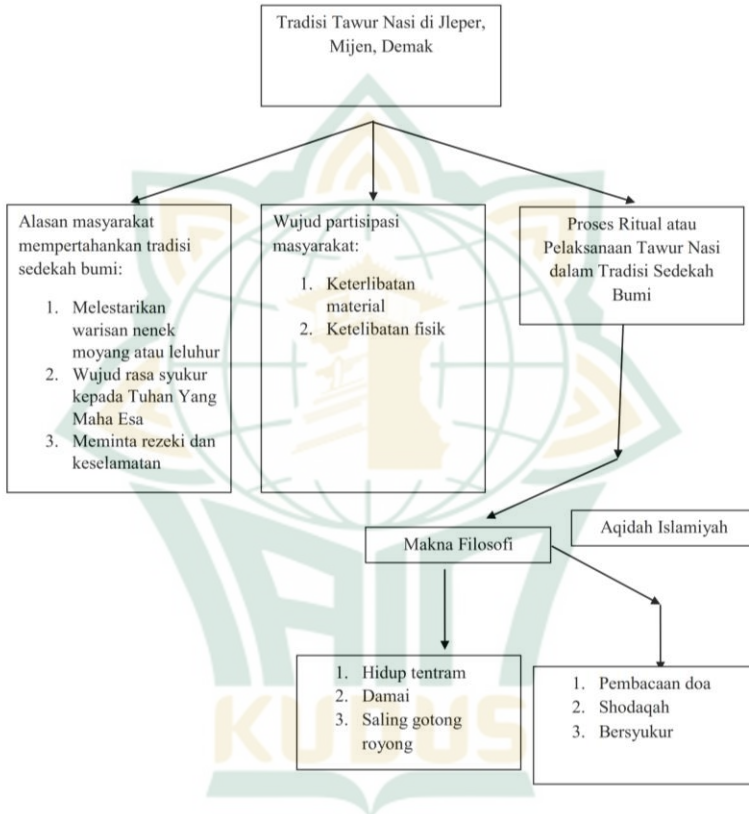 Tradisi Tawur Nasi di Jleper,
Mijen, Demak
Alasan masyarakat
mempertahankan tradisi
sedekah bumi:
1. Melestarikan
warisan nenek
moyang atau leluhur
2. Wujud rasa syukur
kepada Tuhan Yang
Maha Esa
3. Meminta rezeki dan
keselamatan
Wujud partisipasi
masyarakat:
1. Keterlibatan
material
2. Ketelibatan fisik
Proses Ritual atau
Pelaksanaan Tawur Nasi
dalam Tradisi Sedekah
Bumi
Makna Filosofi
Aqidah Islamiyah
1. Hidup tentram
2. Damai
3. Saling gotong
royong
1. Pembacaan doa
2. Shodaqah
3. Bersyukur
IAIN
KUDUS